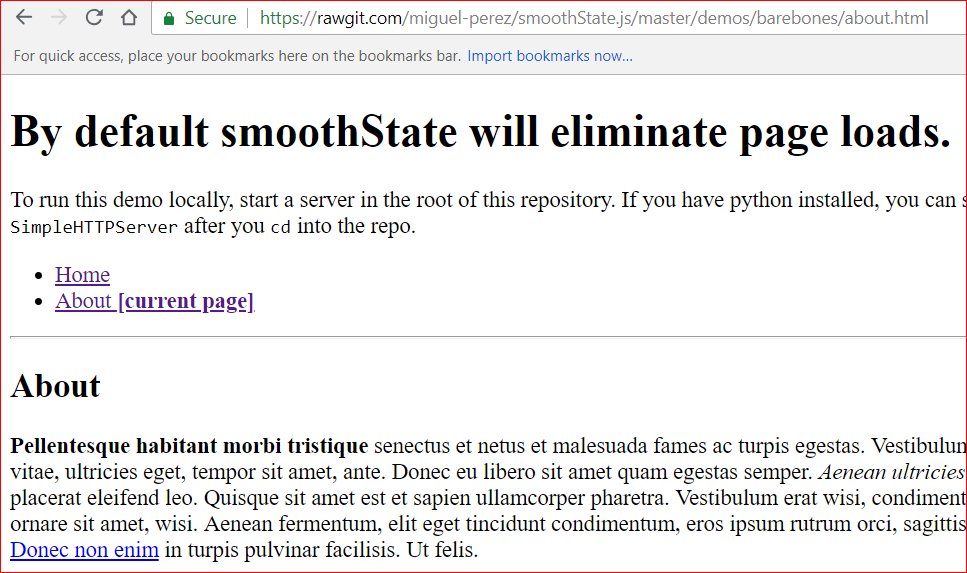 Secure https://rawgit.com/miguel-perez/smoothState.js/master/demos/barebones/about.html
For quick access, place your bookmarks here on the bookmarks bar. Import bookmarks now...
By default smoothState will eliminate page loads.
To run this demo locally, start a server in the root of this repository. If you have python installed, you can
SimpleHTTPServer after you cd into the repo.
Home
About [current page]
About
Pellentesque habitant morbi tristique senectus et netus et malesuada fames ac turpis egestas. Vestibulum
vitae, ultricies eget, tempor sit amet, ante. Donec eu libero sit amet quam egestas semper. Aenean ultricies
placerat eleifend leo. Quisque sit amet est et sapien ullamcorper pharetra. Vestibulum erat wisi, condiment
ornare sit amet, wisi. Aenean fermentum, elit eget tincidunt condimentum, eros ipsum rutrum orci, sagittis
Donec non enim in turpis pulvinar facilisis. Ut felis.